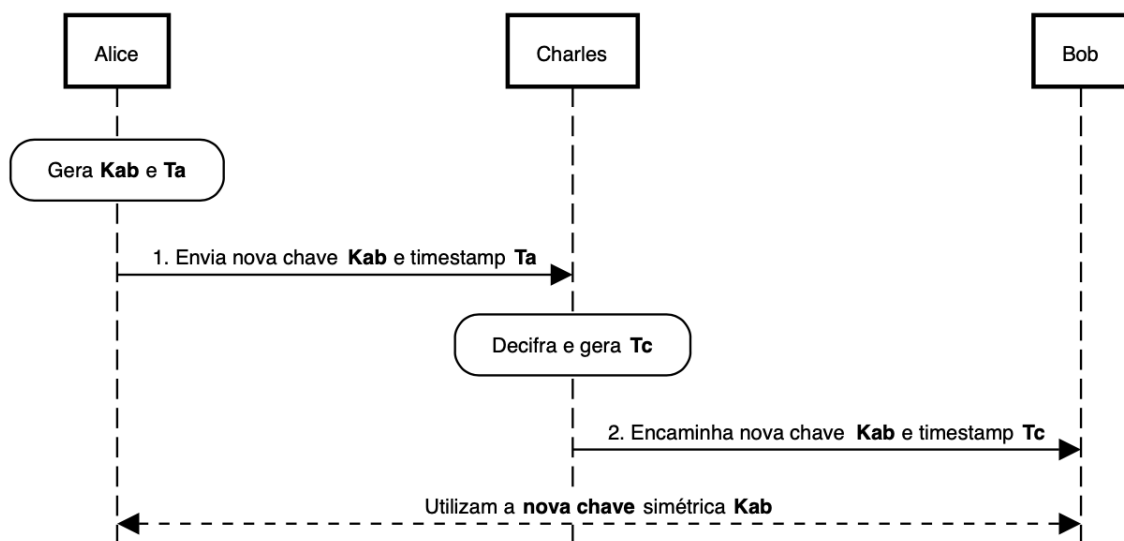 Alice
Charles
Bob
Gera Kab e Ta
1. Envia nova chave Kab e timestamp Ta
Decifra e gera Tc
2. Encaminha nova chave Kab e timestamp Tc
Utilizam a nova chave simétrica Kab